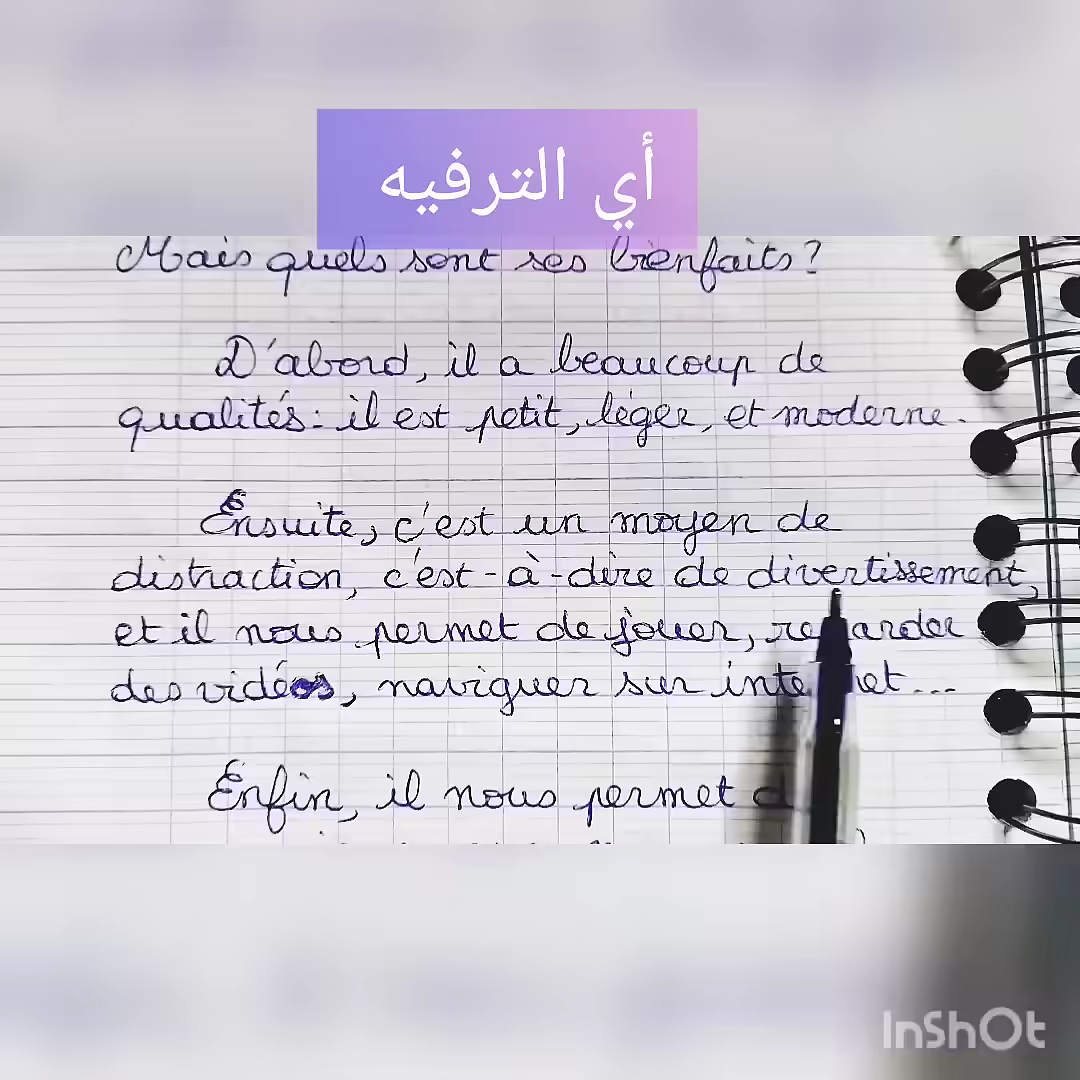 أي الترفيه
Mais quels sont ses bienfaits?
D'abord, il a beaucoup de
qualités: il est petit, léger, et moderne.
Ensuite, c'est un moyen de
distraction, c'est-à-dire de divertissement,
et il nous permet de jouer,
des vidéos, naviguer sur
Enfin, il nous permet
InShOt